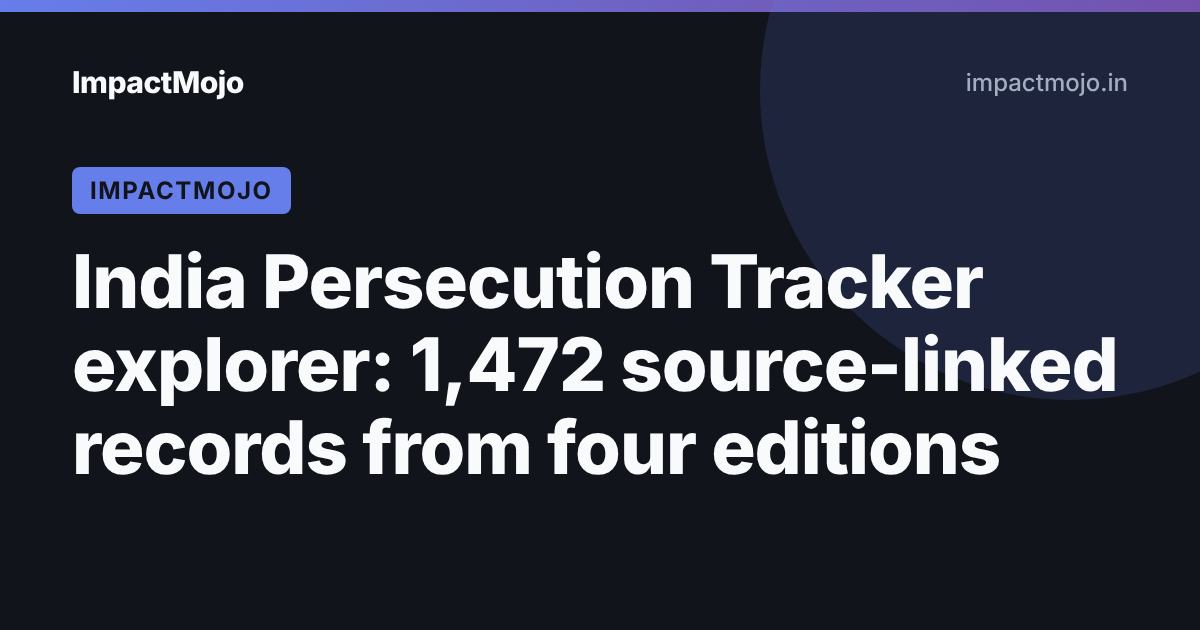 ImpactMojo
impactmojo.in
IMPACTMOJO
India Persecution Tracker
explorer: 1,472 source-linked
records from four editions